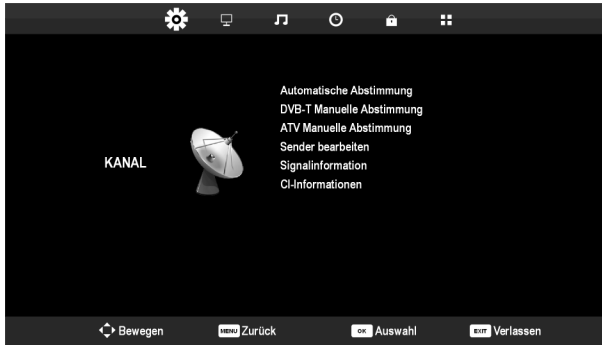 Automatische Abstimmung
DVB-T Manuelle Abstimmung
ATV Manuelle Abstimmung
Sender bearbeiten
Signalinformation
CI-Informationen
KANAL
Bewegen
MENU Zurück
OK Auswahl
EXIT Verlassen